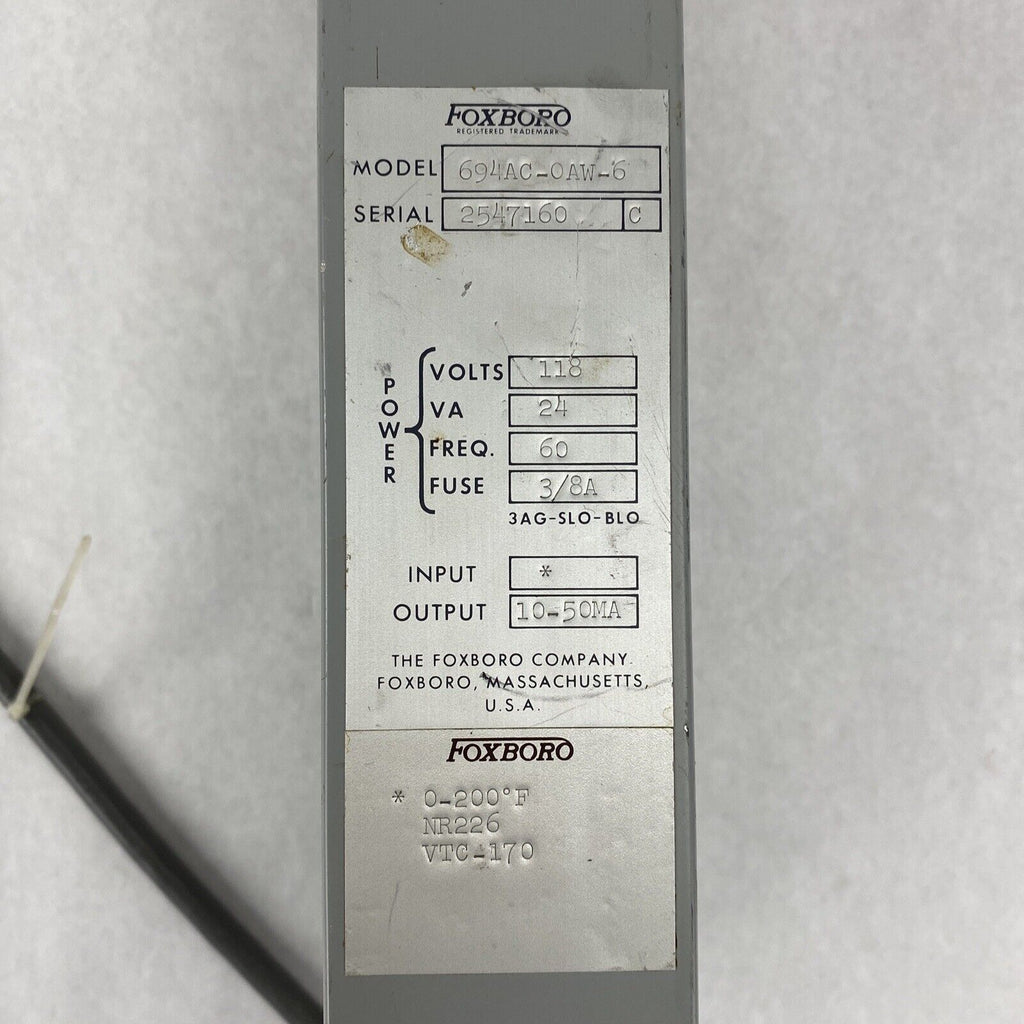 FOXBORO
REGISTERED TRADEMARK
MODEL 694AC-0AW-6
SERIAL 2547160 C
POWER
VOLTS 118
VA 24
FREQ. 60
FUSE 3/8A
3AG-SLO-BLO
INPUT *
OUTPUT 10-50MA
THE FOXBORO COMPANY.
FOXBORO, MASSACHUSETTS,
U.S.A.
FOXBORO
* 0-200°F
NR226
VTC-170